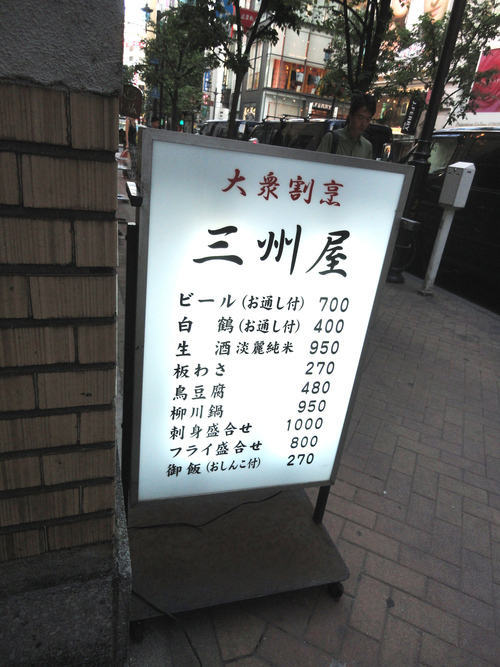 大衆割烹
三州屋
ビール(お通し付) 700
白 鶴(お通し付) 400
生 酒 淡麗純米 950
板わさ 270
鳥豆腐 480
柳川鍋 950
刺身盛合せ 1000
フライ盛合せ 800
御飯(おしんこ付) 270